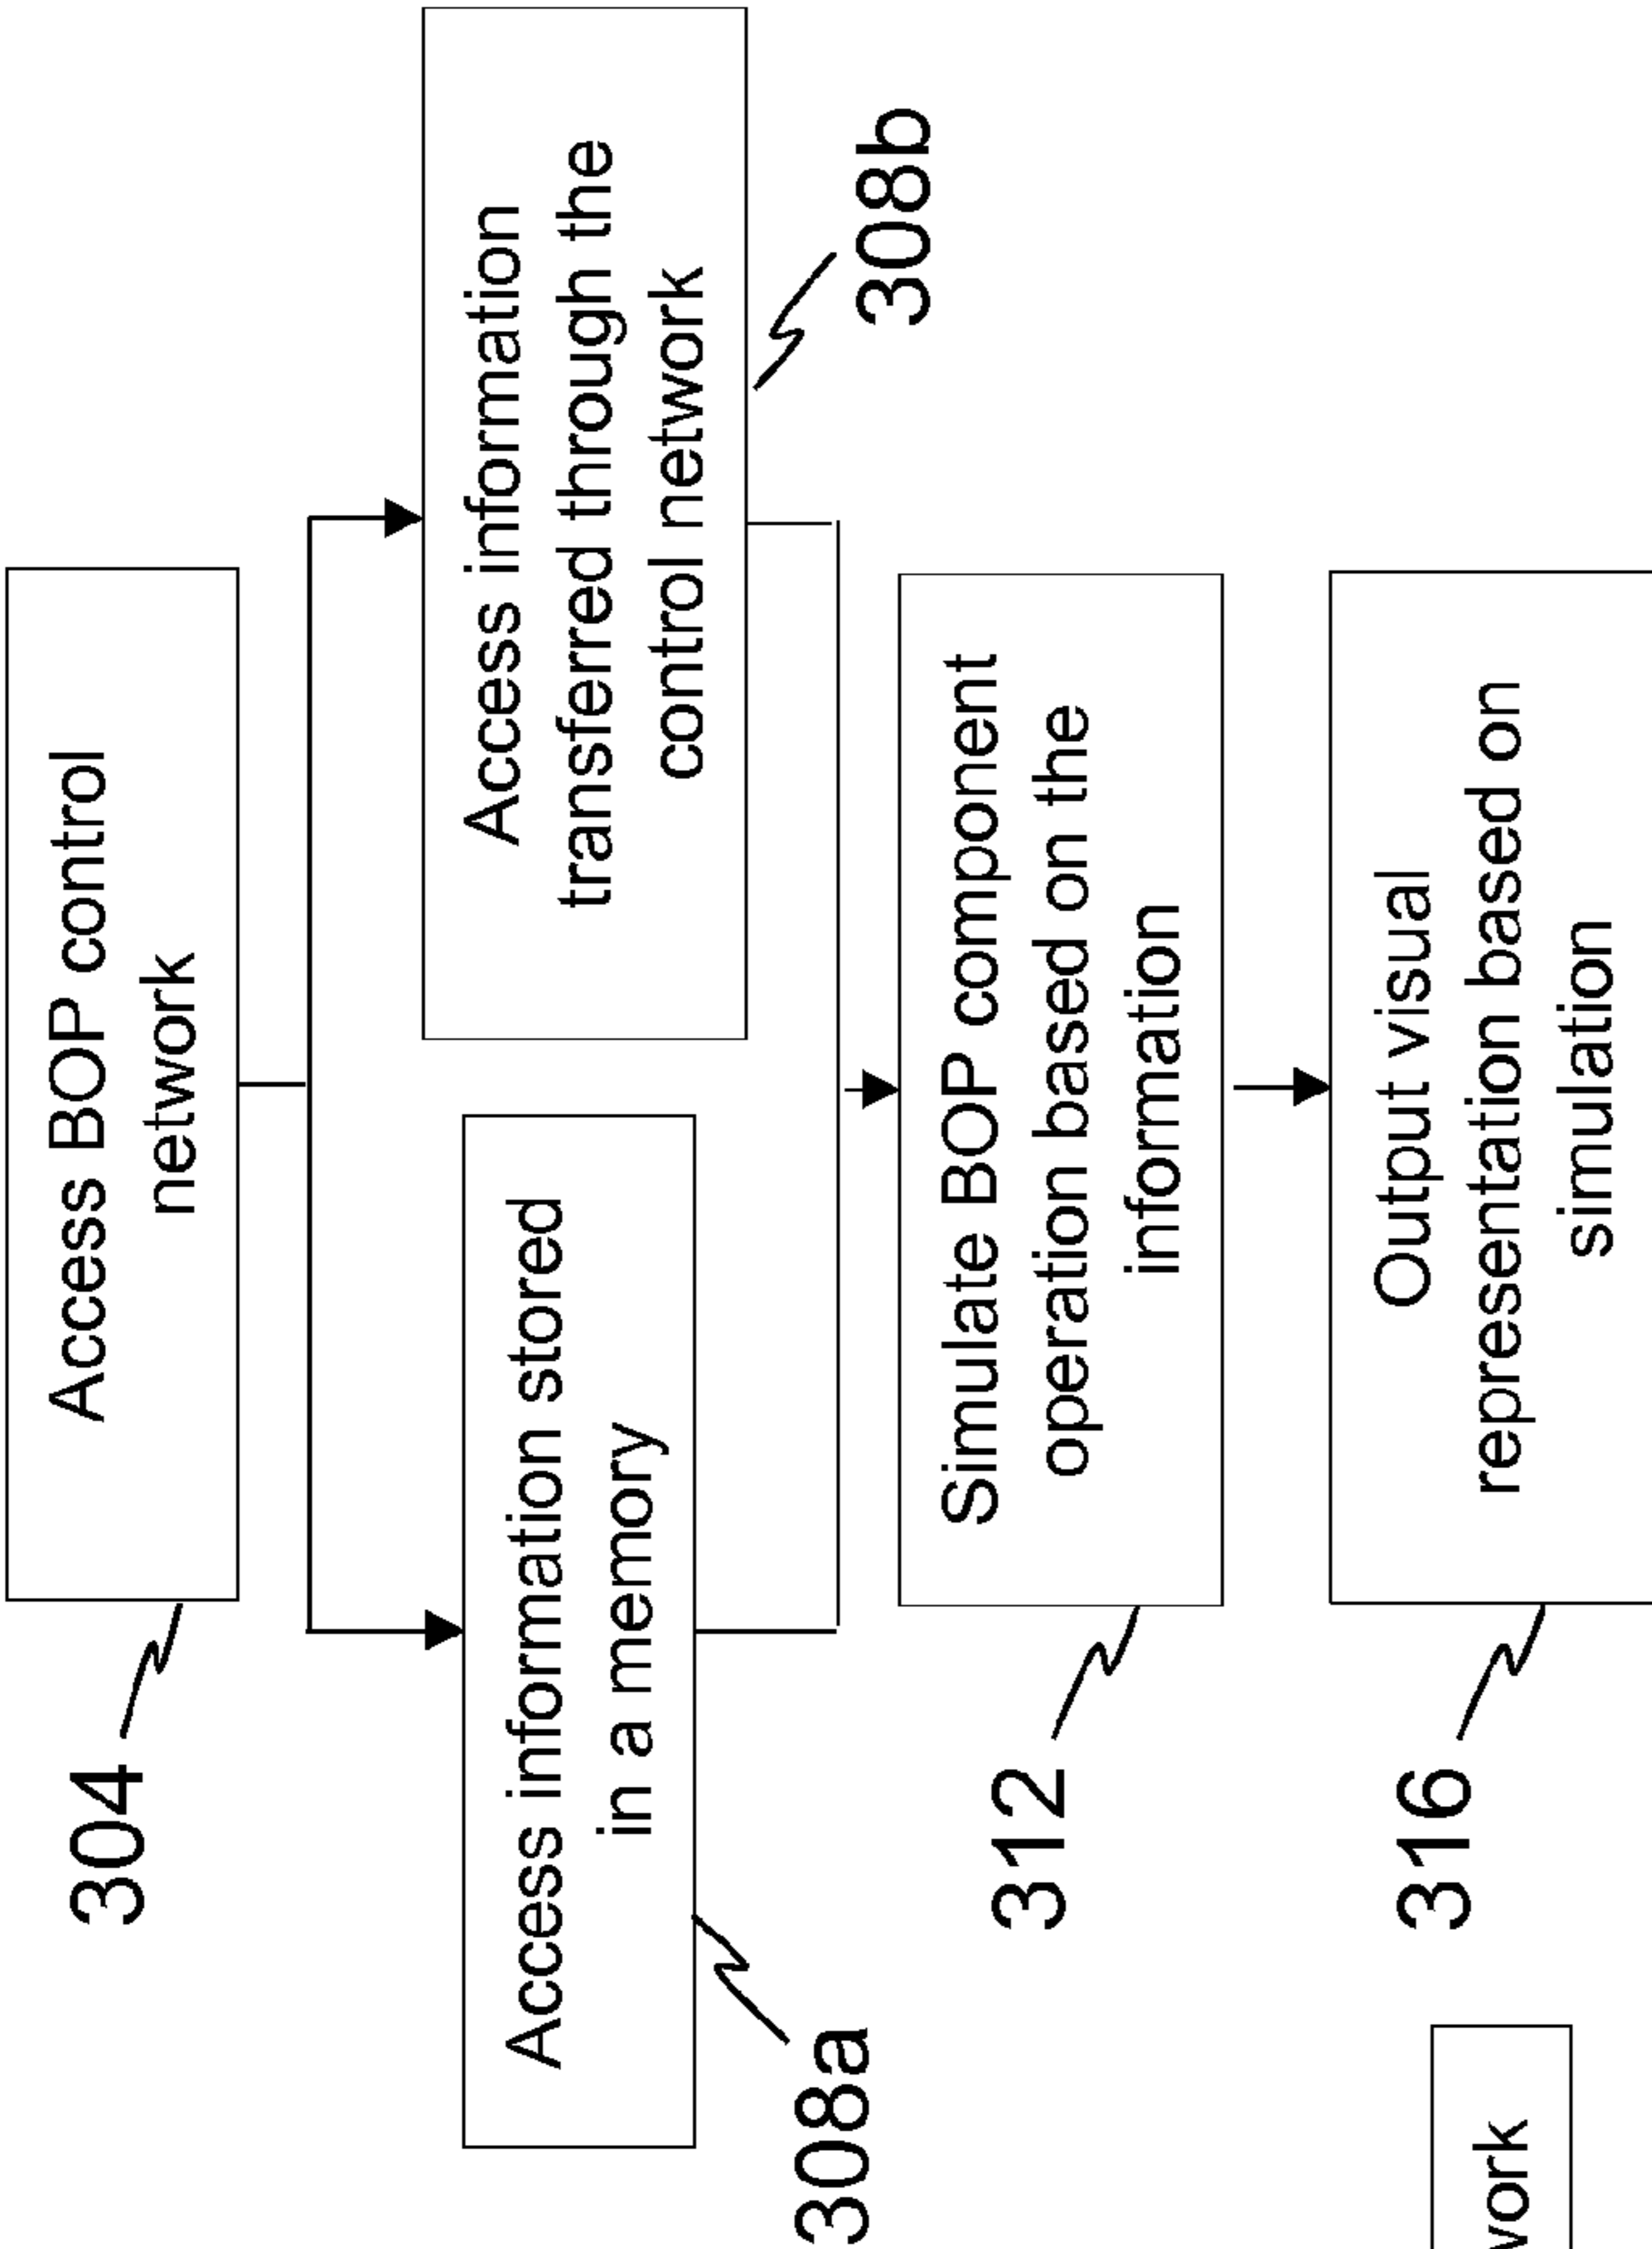 304
Access BOP control
network
Access information stored
in a memory
308a
Access information
transferred through the
control network
308b
312
Simulate BOP component
operation based on the
information
316
Output visual
representation based on
simulation